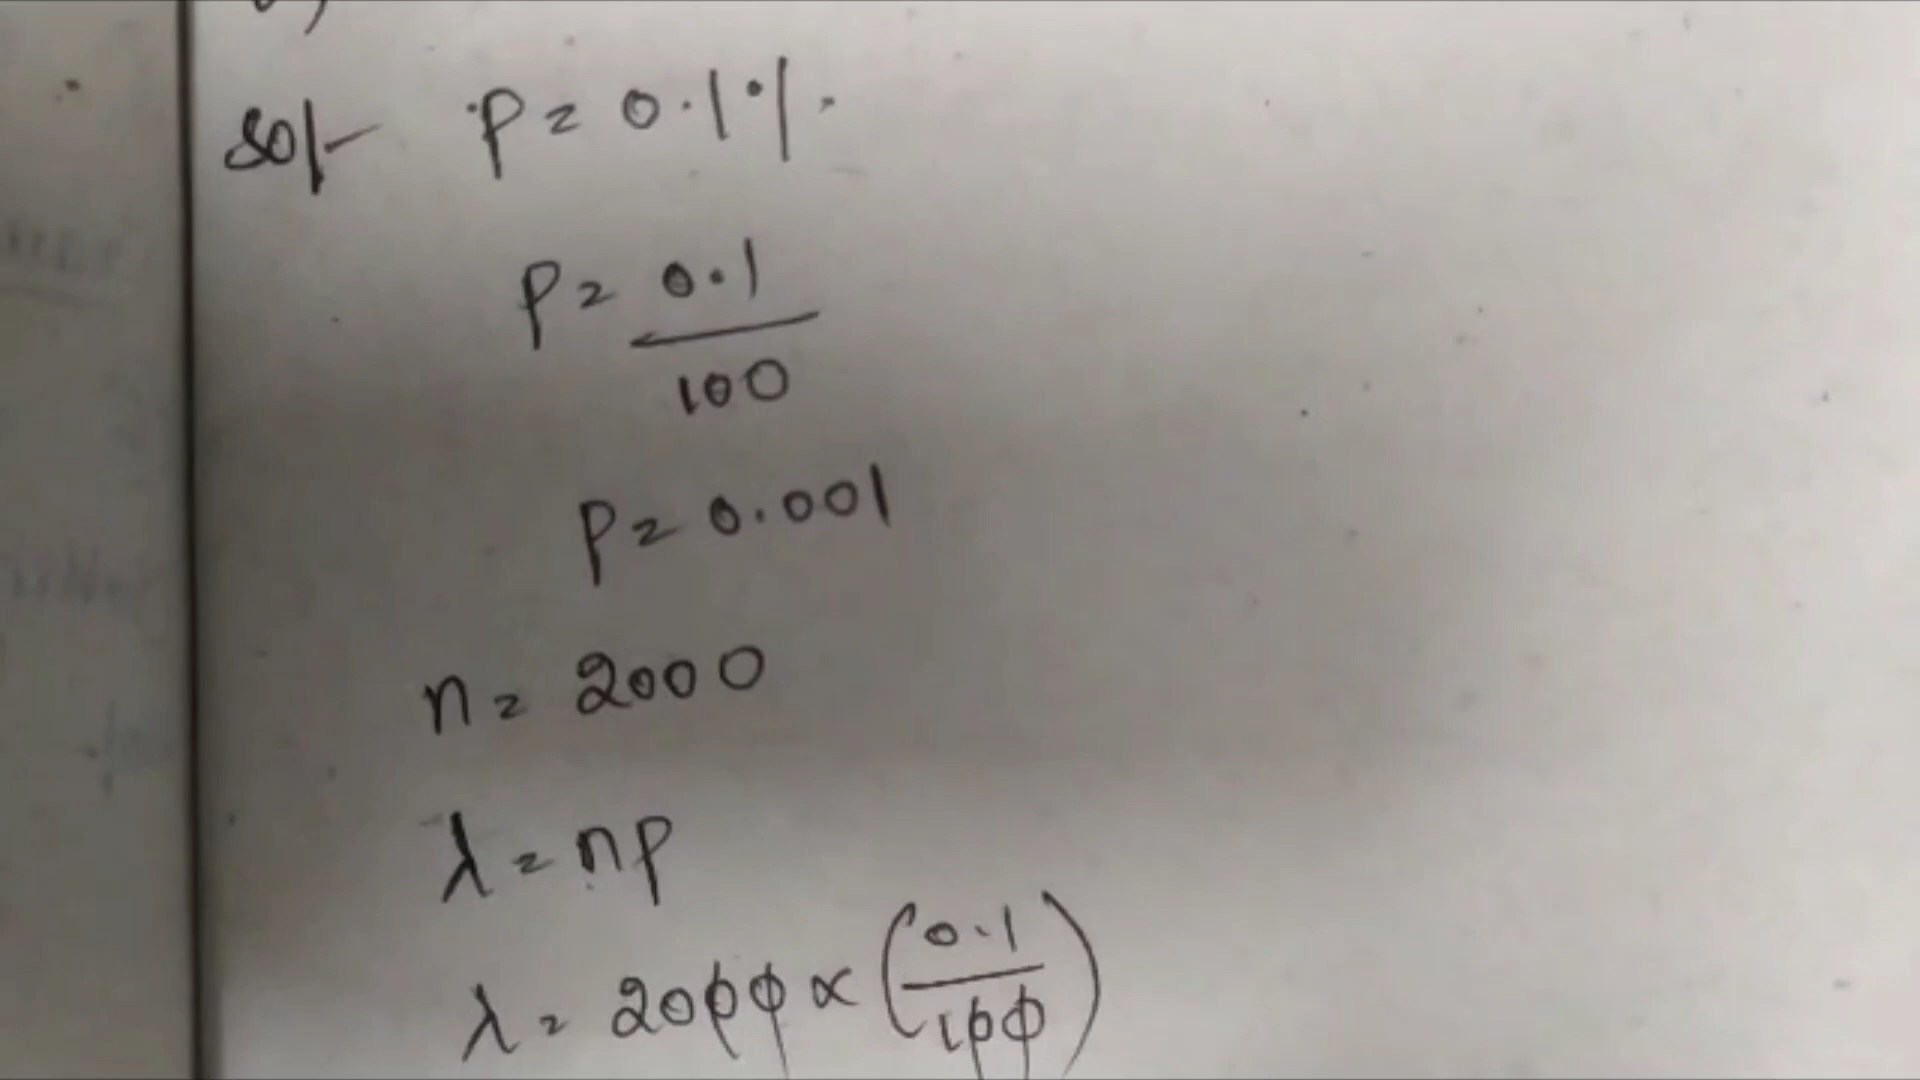 Sol- P = 0.1%.
P = 0.1
100
P = 0.001
n = 2000
λ = np
λ = 2000 × (0.1
100)